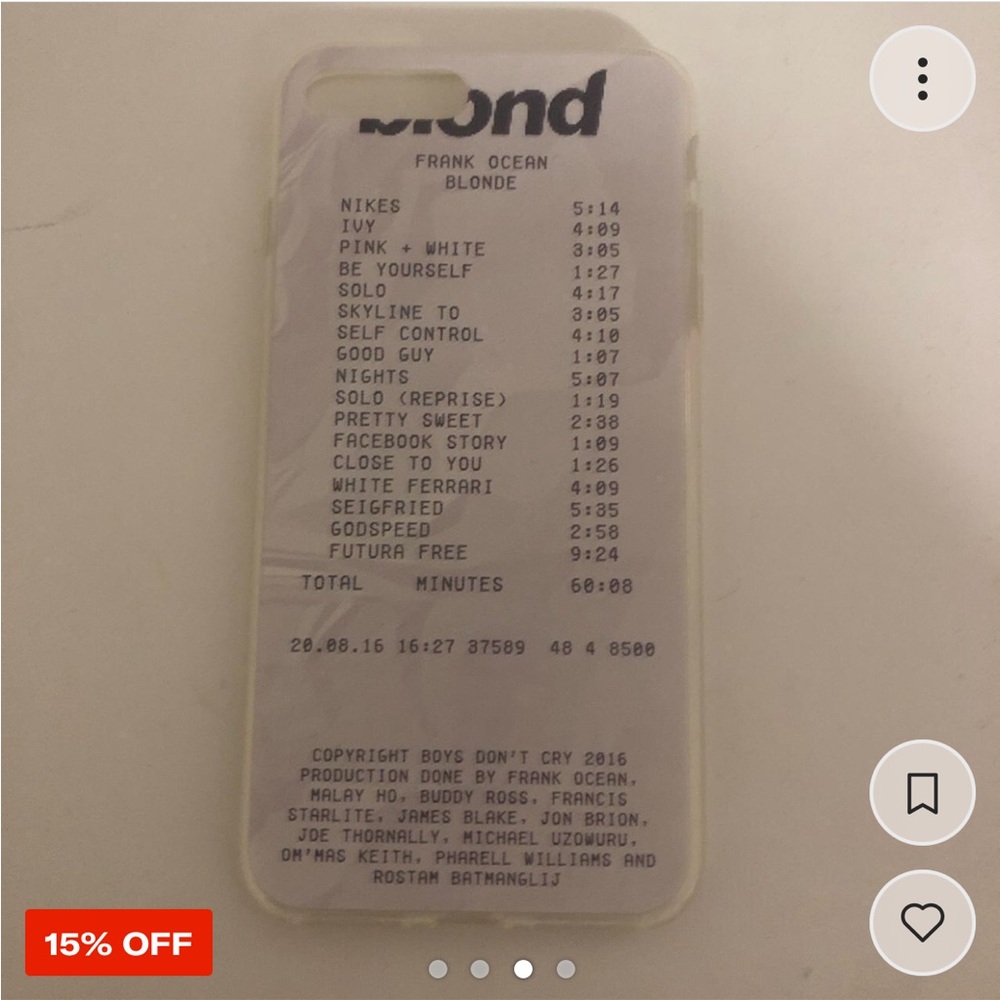 blond
FRANK OCEAN
BLONDE
NIKES 5:14
IVY 4:09
PINK + WHITE 3:05
BE YOURSELF 1:27
SOLO 4:17
SKYLINE TO 3:05
SELF CONTROL 4:10
GOOD GUY 1:07
NIGHTS 5:07
SOLO (REPRISE) 1:19
PRETTY SWEET 2:38
FACEBOOK STORY 1:09
CLOSE TO YOU 1:26
WHITE FERRARI 4:09
SEIGFRIED 5:35
GODSPEED 2:58
FUTURA FREE 9:24
TOTAL MINUTES 60:08
20.08.16 16:27 37589 48 4 8500
COPYRIGHT BOYS DON'T CRY 2016
PRODUCTION DONE BY FRANK OCEAN,
MALAY HO, BUDDY ROSS, FRANCIS
STARLITE, JAMES BLAKE, JON BRION,
JOE THORNALLY, MICHAEL UZOWURU,
OM'MAS KEITH, PHARELL WILLIAMS AND
ROSTAM BATMANGLIJ
15% OFF